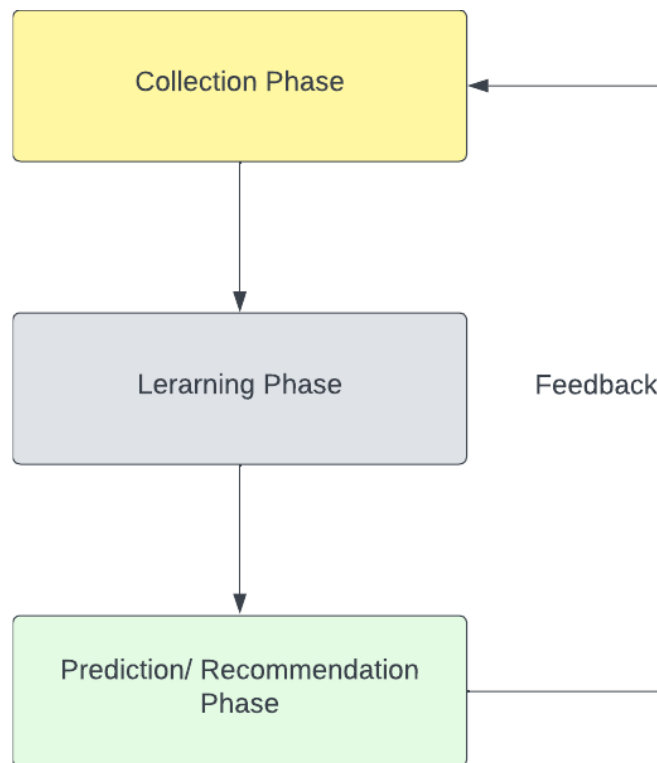 Collection Phase
Lerarning Phase
Feedback
Prediction/ Recommendation
Phase